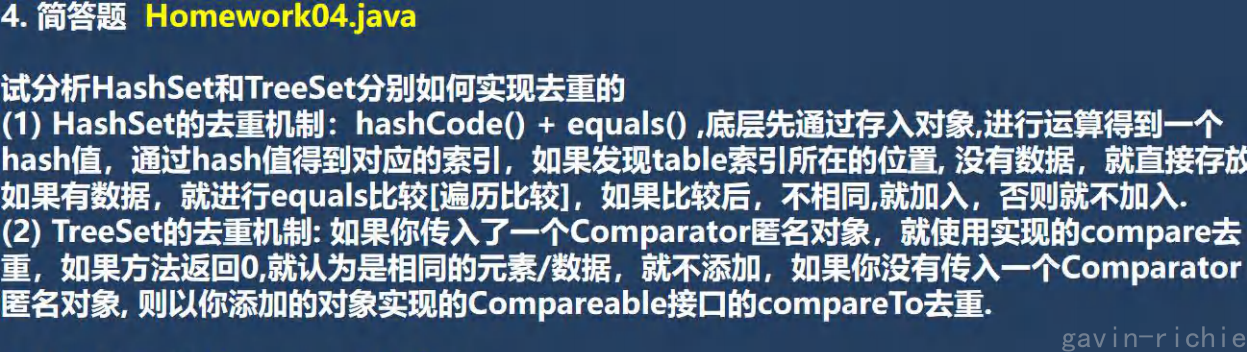 4. 简答题 Homework04.java
试分析HashSet和TreeSet分别如何实现去重的
(1) HashSet的去重机制：hashCode() + equals() ,底层先通过存入对象,进行运算得到一个
hash值，通过hash值得到对应的索引，如果发现table索引所在的位置, 没有数据，就直接存放
如果有数据，就进行equals比较[遍历比较]，如果比较后，不相同,就加入，否则就不加入.
(2) TreeSet的去重机制: 如果你传入了一个Comparator匿名对象，就使用实现的compare去
重，如果方法返回0,就认为是相同的元素/数据，就不添加，如果你没有传入一个Comparator
匿名对象, 则以你添加的对象实现的Compareable接口的compareTo去重.
gavin-richie